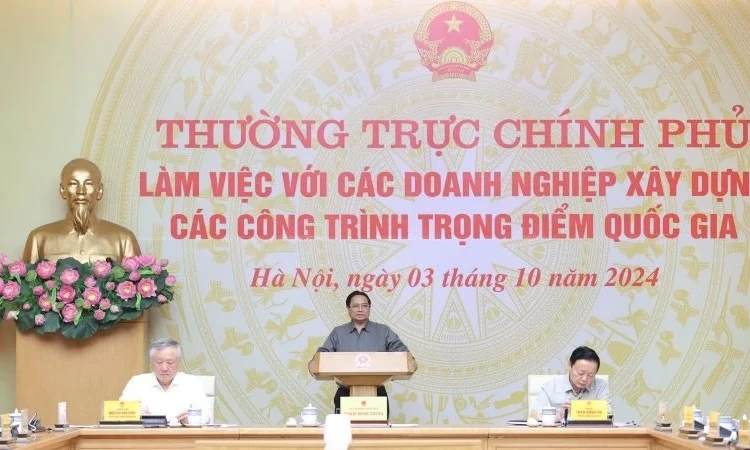 THƯỜNG TRỰC CHÍNH PHỦ
LÀM VIỆC VỚI CÁC DOANH NGHIỆP XÂY DỰN
CÁC CÔNG TRÌNH TRỌNG ĐIỂM QUỐC GIA
Hà Nội, ngày 03 tháng 10 năm 2024